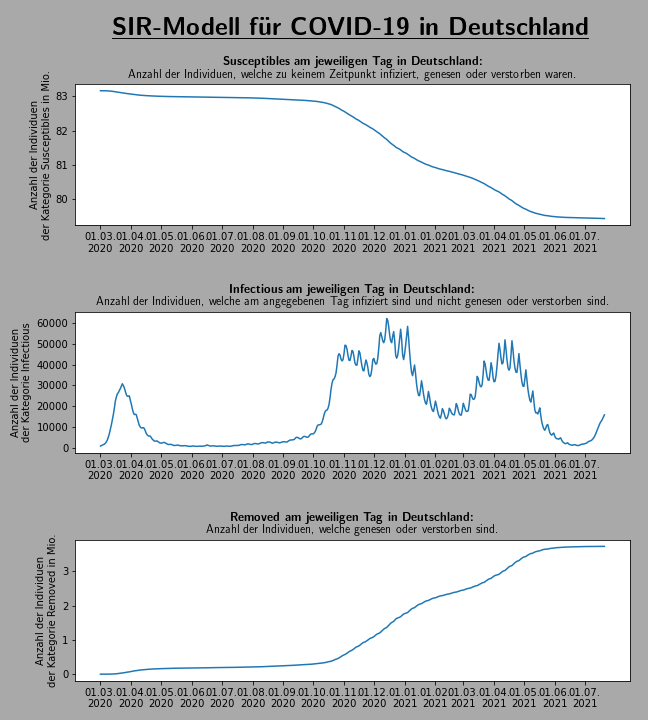 SIR-Modell für COVID-19 in Deutschland
Susceptibles am jeweiligen Tag in Deutschland:
Anzahl der Individuen, welche zu keinem Zeitpunkt infiziert, genesen oder verstorben waren.
Anzahl der Individuen
der Kategorie Susceptibles in Mio.
83
82
81
80
01.03. 01.04. 01.05. 01.06. 01.07. 01.08. 01.09. 01.10. 01.11. 01.12. 01.01. 01.02. 01.03. 01.04. 01.05. 01.06. 01.07.
2020 2020 2020 2020 2020 2020 2020 2020 2020 2020 2021 2021 2021 2021 2021 2021 2021
Infectious am jeweiligen Tag in Deutschland:
Anzahl der Individuen, welche am angegebenen Tag infiziert sind und nicht genesen oder verstorben sind.
Anzahl der Individuen
der Kategorie Infectious
60000
50000
40000
30000
20000
10000
0
01.03. 01.04. 01.05. 01.06. 01.07. 01.08. 01.09. 01.10. 01.11. 01.12. 01.01. 01.02. 01.03. 01.04. 01.05. 01.06. 01.07.
2020 2020 2020 2020 2020 2020 2020 2020 2020 2020 2021 2021 2021 2021 2021 2021 2021
Removed am jeweiligen Tag in Deutschland:
Anzahl der Individuen, welche genesen oder verstorben sind.
Anzahl der Individuen
der Kategorie Removed in Mio.
3
2
1
0
01.03. 01.04. 01.05. 01.06. 01.07. 01.08. 01.09. 01.10. 01.11. 01.12. 01.01. 01.02. 01.03. 01.04. 01.05. 01.06. 01.07.
2020 2020 2020 2020 2020 2020 2020 2020 2020 2020 2021 2021 2021 2021 2021 2021 2021